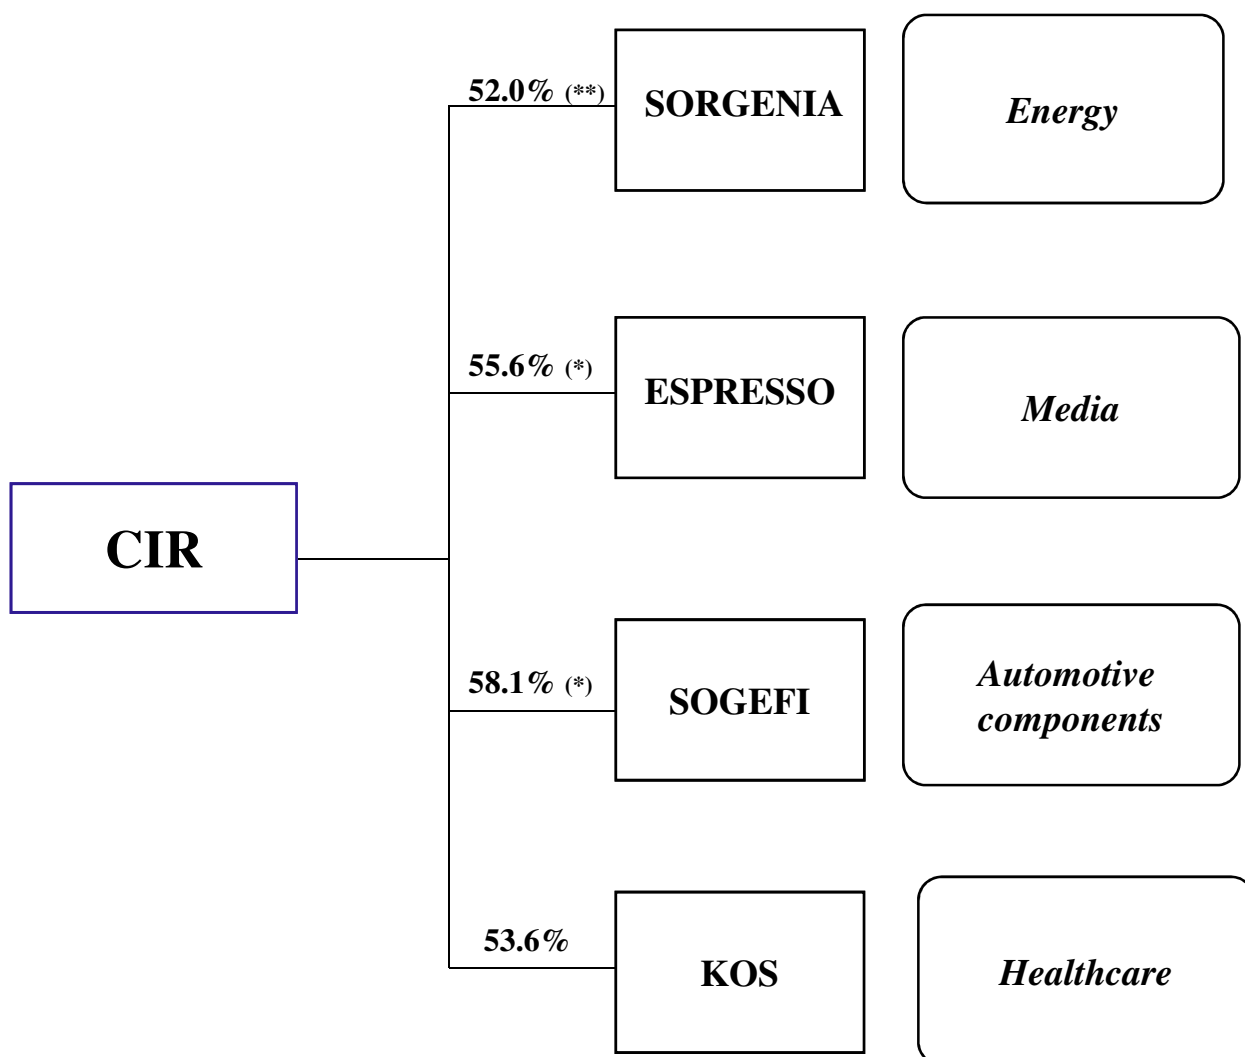 52.0% (**)
SORGENIA
Energy
55.6% (*)
ESPRESSO
Media
CIR
58.1% (*)
SOGEFI
Automotive
components
53.6%
KOS
Healthcare